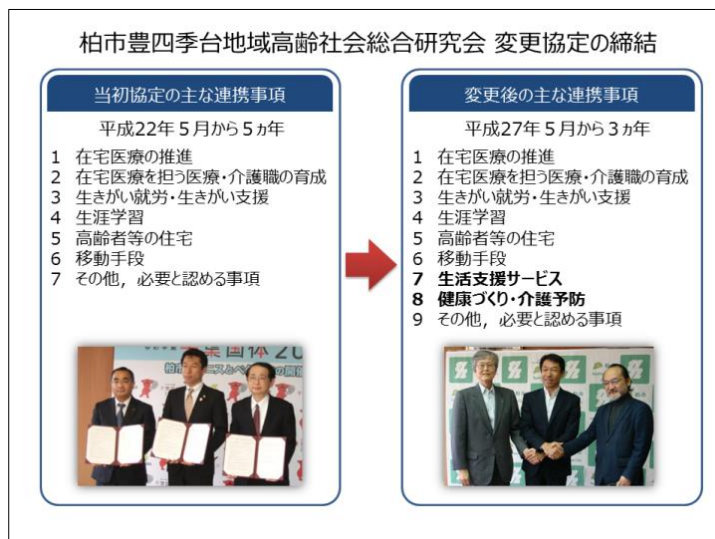 柏市豊四季台地域高齢社会総合研究会 変更協定の締結
当初協定の主な連携事項
平成22年5月から5ヵ年
1 在宅医療の推進
2 在宅医療を担う医療・介護職の育成
3 生きがい就労・生きがい支援
4 生涯学習
5 高齢者等の住宅
6 移動手段
7 その他，必要と認める事項
変更後の主な連携事項
平成27年5月から3ヵ年
1 在宅医療の推進
2 在宅医療を担う医療・介護職の育成
3 生きがい就労・生きがい支援
4 生涯学習
5 高齢者等の住宅
6 移動手段
7 生活支援サービス
8 健康づくり・介護予防
9 その他，必要と認める事項